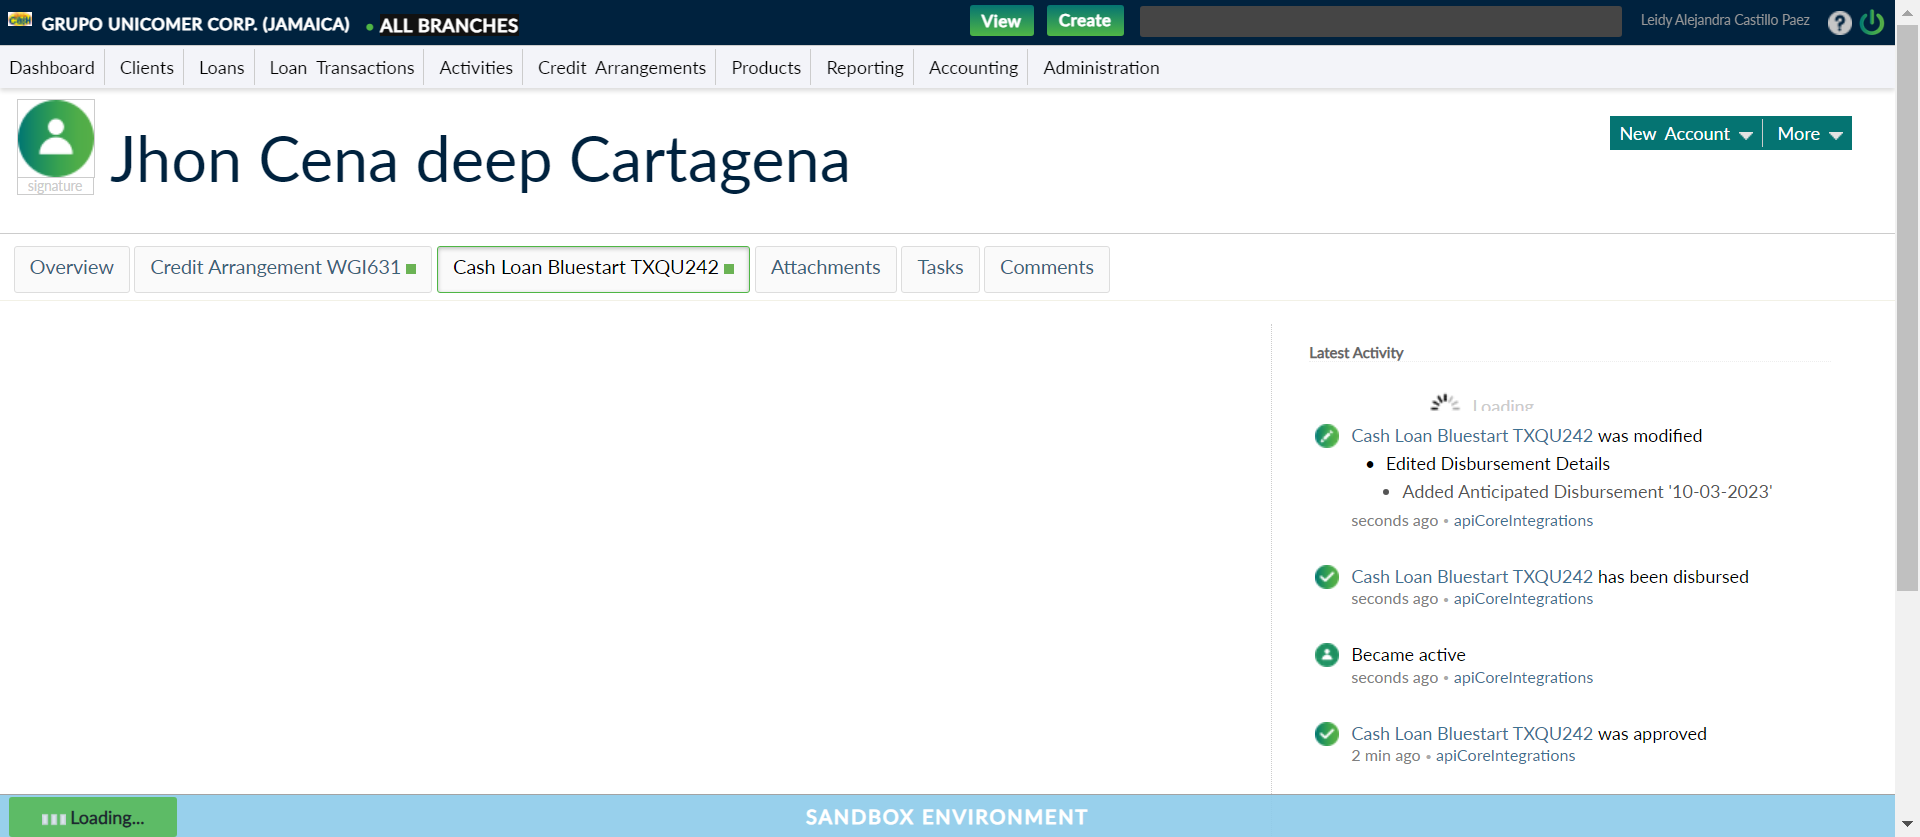 Cash GRUPO UNICOMER CORP. (JAMAICA) • ALL BRANCHES View Create Leidy Alejandra Castillo Paez ?
Dashboard Clients Loans Loan Transactions Activities Credit Arrangements Products Reporting Accounting Administration
signature
Jhon Cena deep Cartagena
New Account More
Overview Credit Arrangement WGI631 Cash Loan Bluestart TXQU242 Attachments Tasks Comments
Latest Activity
Loading
Cash Loan Bluestart TXQU242 was modified
• Edited Disbursement Details
• Added Anticipated Disbursement '10-03-2023'
seconds ago • apiCoreIntegrations
Cash Loan Bluestart TXQU242 has been disbursed
seconds ago • apiCoreIntegrations
Became active
seconds ago • apiCoreIntegrations
Cash Loan Bluestart TXQU242 was approved
2 min ago • apiCoreIntegrations
Loading... SANDBOX ENVIRONMENT